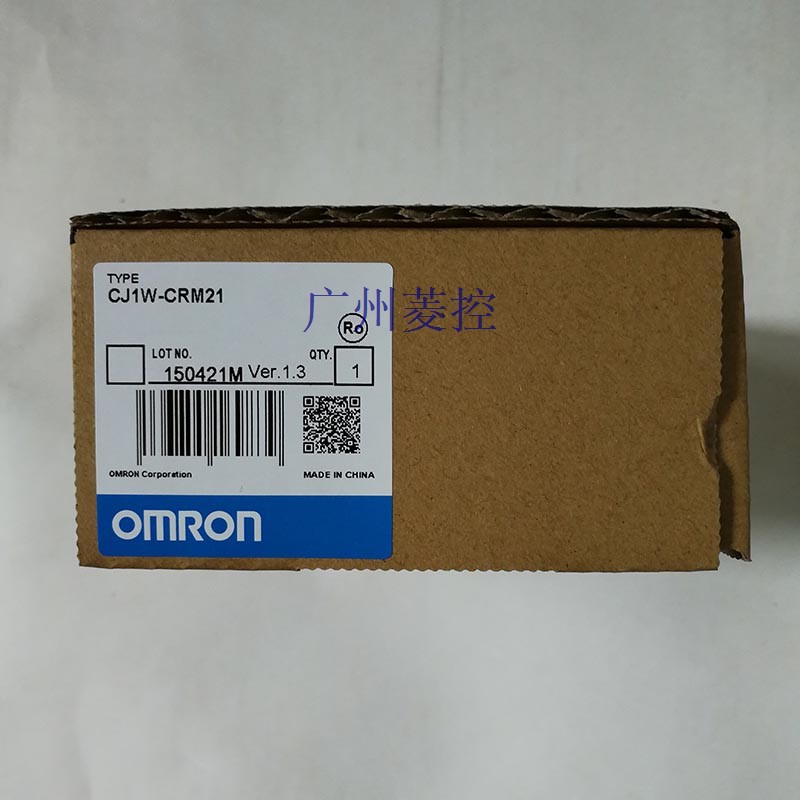 TYPE
CJ1W-CRM21
广州菱控
Ro
LOT NO.
QTY.
150421M Ver.1.3
1
OMRON Corporation
MADE IN CHINA
OMRON